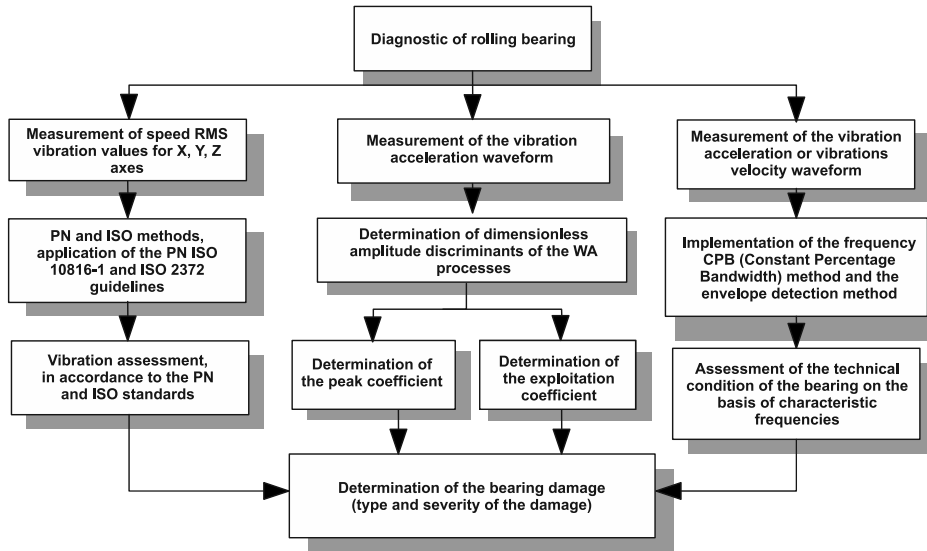 Diagnostic of rolling bearing
Measurement of speed RMS
vibration values for X, Y, Z
axes
Measurement of the vibration
acceleration waveform
Measurement of the vibration
acceleration or vibrations
velocity waveform
PN and ISO methods,
application of the PN ISO
10816-1 and ISO 2372
guidelines
Determination of dimensionless
amplitude discriminants of the WA
processes
Implementation of the frequency
CPB (Constant Percentage
Bandwidth) method and the
envelope detection method
Vibration assessment,
in accordance to the PN
and ISO standards
Determination of
the peak coefficient
Determination of
the exploitation
coefficient
Assessment of the technical
condition of the bearing on the
basis of characteristic
frequencies
Determination of the bearing damage
(type and severity of the damage)